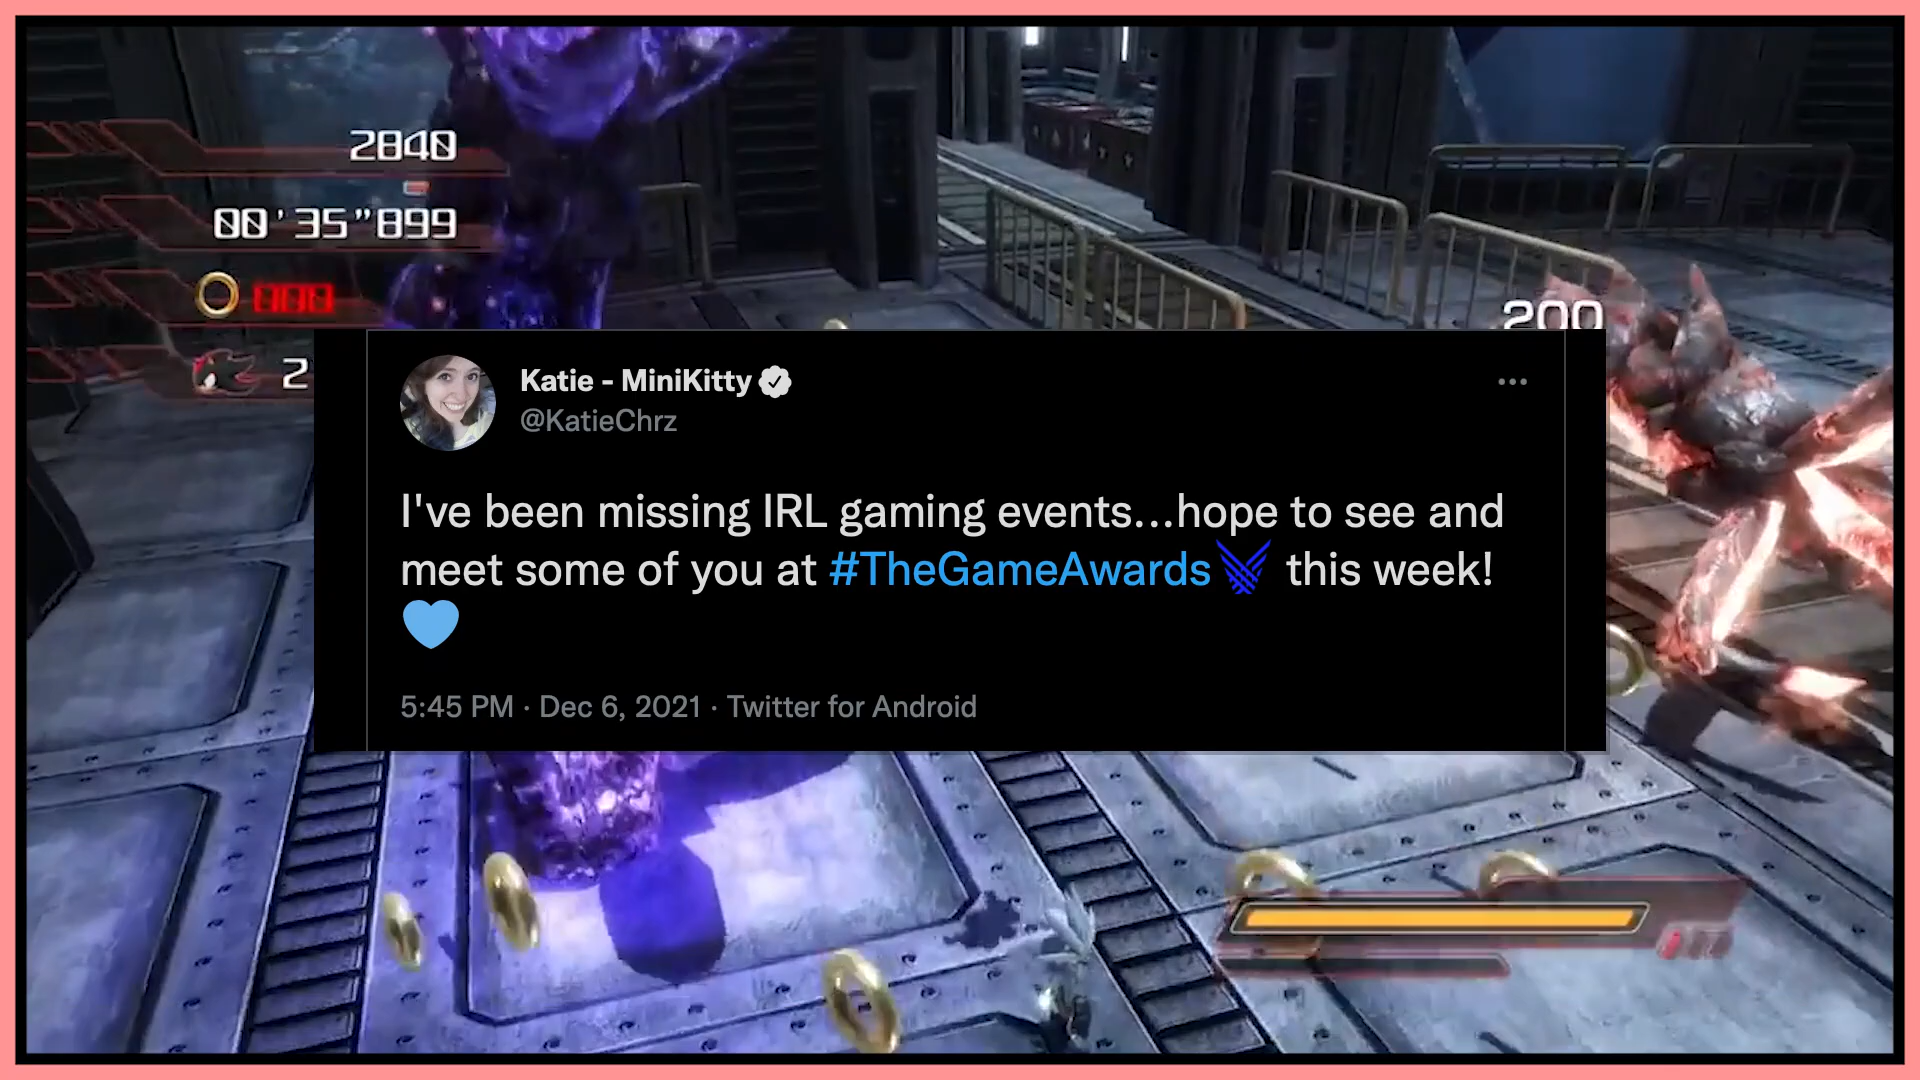 2840
00'35"899
000
2
200
Katie - MiniKitty
@KatieChrz
I've been missing IRL gaming events...hope to see and
meet some of you at #TheGameAwards this week!
5:45 PM · Dec 6, 2021 · Twitter for Android